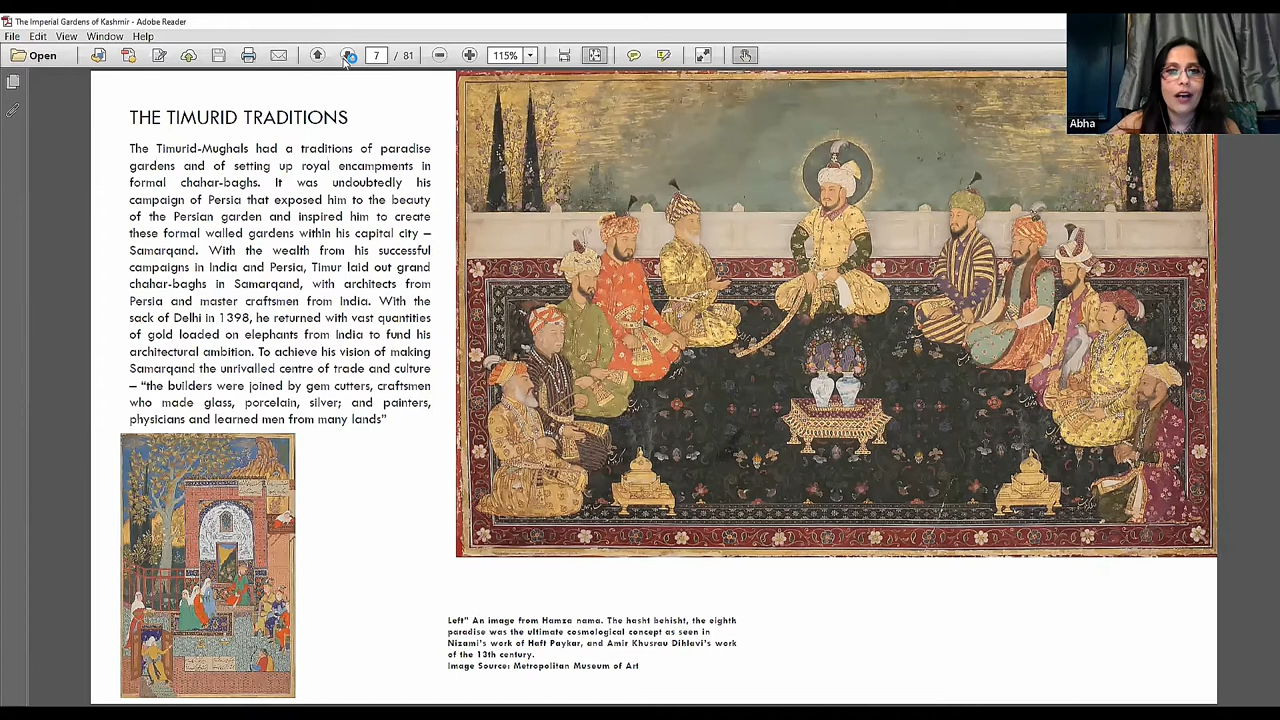 The Imperial Gardens of Kashmir - Adobe Reader
File Edit View Window Help
Open 7 / 81 115%
Abha
THE TIMURID TRADITIONS
The Timurid-Mughals had a traditions of paradise
gardens and of setting up royal encampments in
formal chahar-baghs. It was undoubtedly his
campaign of Persia that exposed him to the beauty
of the Persian garden and inspired him to create
these formal walled gardens within his capital city –
Samarqand. With the wealth from his successful
campaigns in India and Persia, Timur laid out grand
chahar-baghs in Samarqand, with architects from
Persia and master craftsmen from India. With the
sack of Delhi in 1398, he returned with vast quantities
of gold loaded on elephants from India to fund his
architectural ambition. To achieve his vision of making
Samarqand the unrivalled centre of trade and culture
– “the builders were joined by gem cutters, craftsmen
who made glass, porcelain, silver; and painters,
physicians and learned men from many lands”
Left" An image from Hamza nama. The hasht behisht, the eighth
paradise was the ultimate cosmological concept as seen in
Nizami's work of Haft Paykar, and Amir Khusrau Dihlavi's work
of the 13th century.
Image Source: Metropolitan Museum of Art